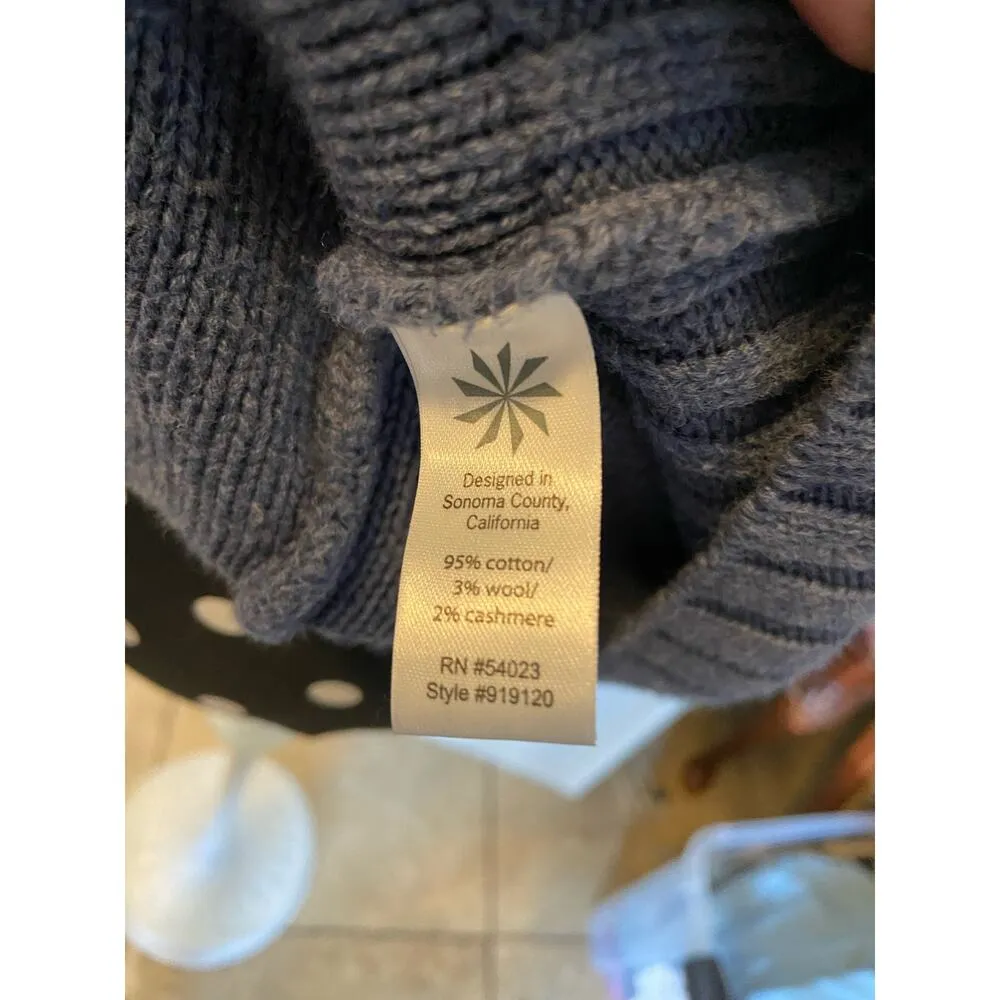 Designed in
Sonoma County,
California
95% cotton/
3% wool/
2% cashmere
RN #54023
Style #919120